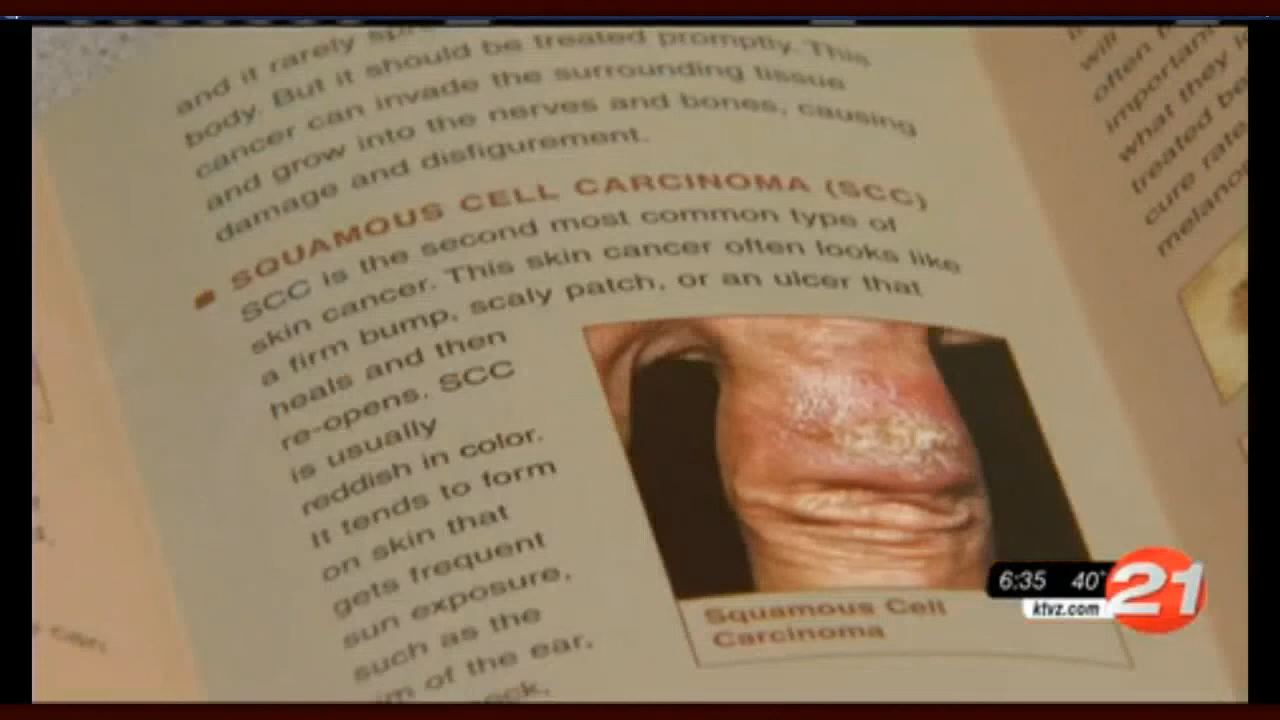 and it rarely
body. But it should be treated promptly. This
cancer can invade the surrounding tissue
and grow into the nerves and bones, causing
damage and disfigurement.
SQUAMOUS CELL CARCINOMA (SCC)
SCC is the second most common type of
skin cancer. This skin cancer often looks like
a firm bump, scaly patch, or an ulcer that
heals and then
re-opens. SCC
is usually
reddish in color.
It tends to form
on skin that
gets frequent
sun exposure,
such as the
of the ear,
Squamous Cell
Carcinoma
will
often
important
what they
treated
cure rate
can
6:35 40°
ktvz.com
21